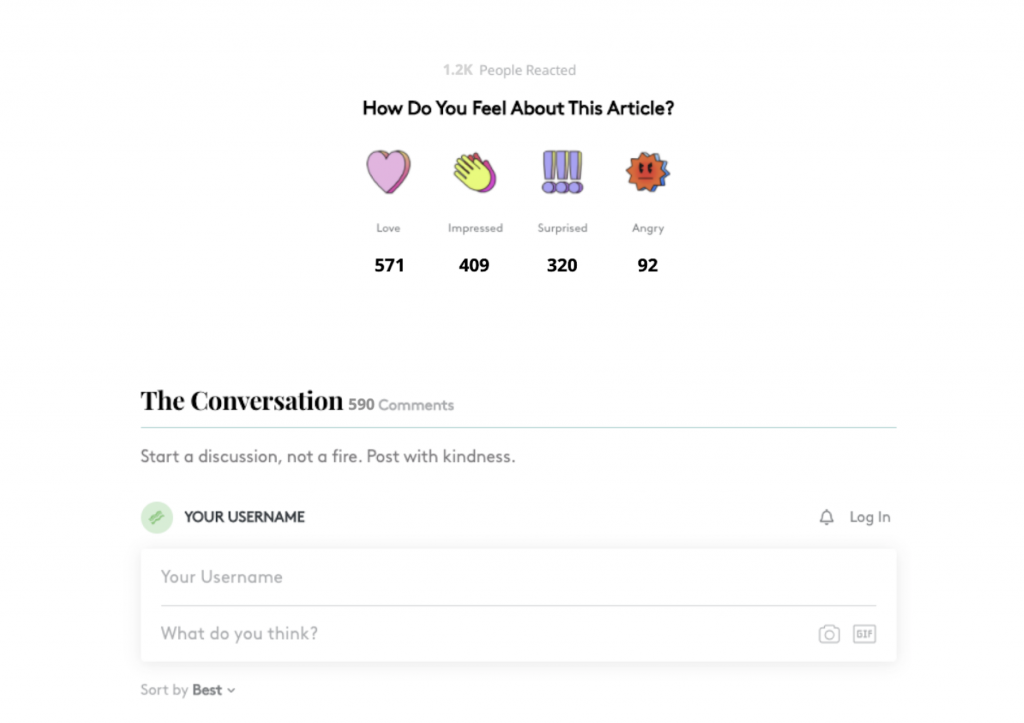 1.2K People Reacted
How Do You Feel About This Article?
Love Impressed Surprised Angry
571 409 320 92
The Conversation 590 Comments
Start a discussion, not a fire. Post with kindness.
YOUR USERNAME Log In
Your Username
What do you think? GIF
Sort by Best